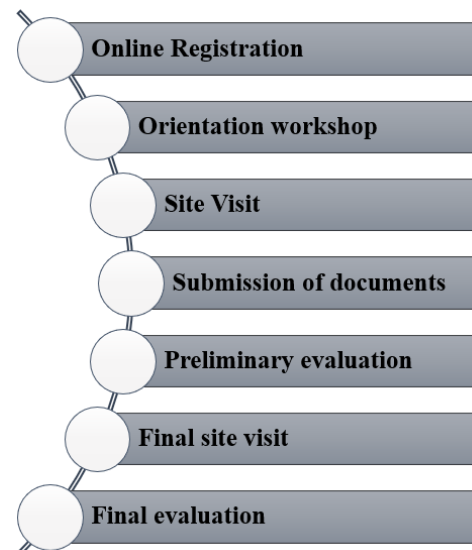 Online Registration
Orientation workshop
Site Visit
Submission of documents
Preliminary evaluation
Final site visit
Final evaluation